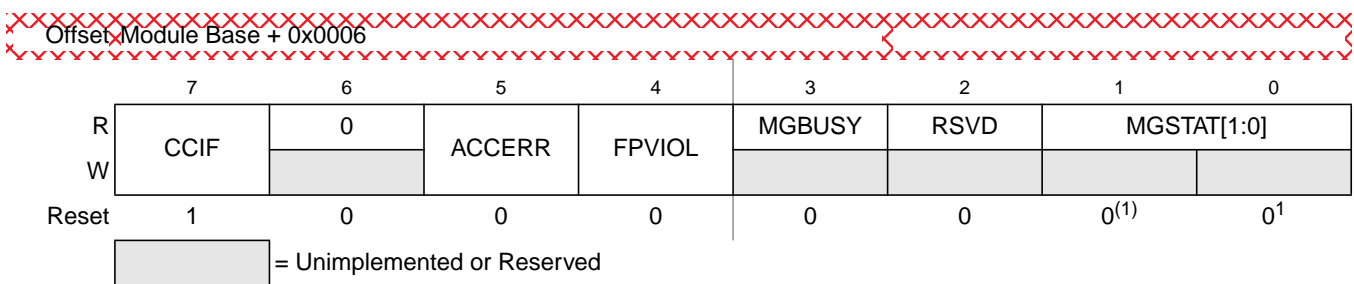 Offset Module Base + 0x0006
7 6 5 4 3 2 1 0
R CCIF 0 ACCERR FPVIOL MGBUSY RSVD MGSTAT[1:0]
W
Reset 1 0 0 0 0 0 0(1) 01
= Unimplemented or Reserved